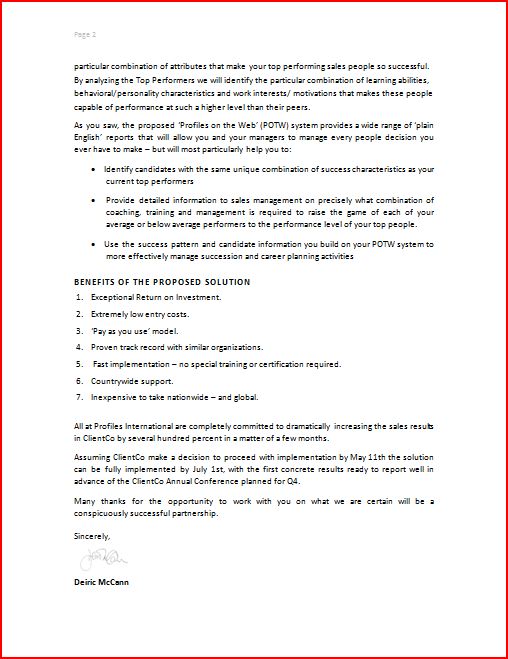 Page 2
particular combination of attributes that make your top performing sales people so successful.
By analyzing the Top Performers we will identify the particular combination of learning abilities,
behavioral/personality characteristics and work interests/ motivations that makes these people
capable of performance at such a higher level than their peers.
As you saw, the proposed ‘Profiles on the Web’ (POTW) system provides a wide range of ‘plain
English’ reports that will allow you and your managers to manage every people decision you
ever have to make – but will most particularly help you to:
• Identify candidates with the same unique combination of success characteristics as your
current top performers
• Provide detailed information to sales management on precisely what combination of
coaching, training and management is required to raise the game of each of your
average or below average performers to the performance level of your top people.
• Use the success pattern and candidate information you build on your POTW system to
more effectively manage succession and career planning activities
BENEFITS OF THE PROPOSED SOLUTION
1. Exceptional Return on Investment.
2. Extremely low entry costs.
3. ‘Pay as you use’ model.
4. Proven track record with similar organizations.
5. Fast implementation – no special training or certification required.
6. Countrywide support.
7. Inexpensive to take nationwide – and global.
All at Profiles International are completely committed to dramatically increasing the sales results
in ClientCo by several hundred percent in a matter of a few months.
Assuming ClientCo make a decision to proceed with implementation by May 11th the solution
can be fully implemented by July 1st, with the first concrete results ready to report well in
advance of the ClientCo Annual Conference planned for Q4.
Many thanks for the opportunity to work with you on what we are certain will be a
conspicuously successful partnership.
Sincerely,
Deiric McCann